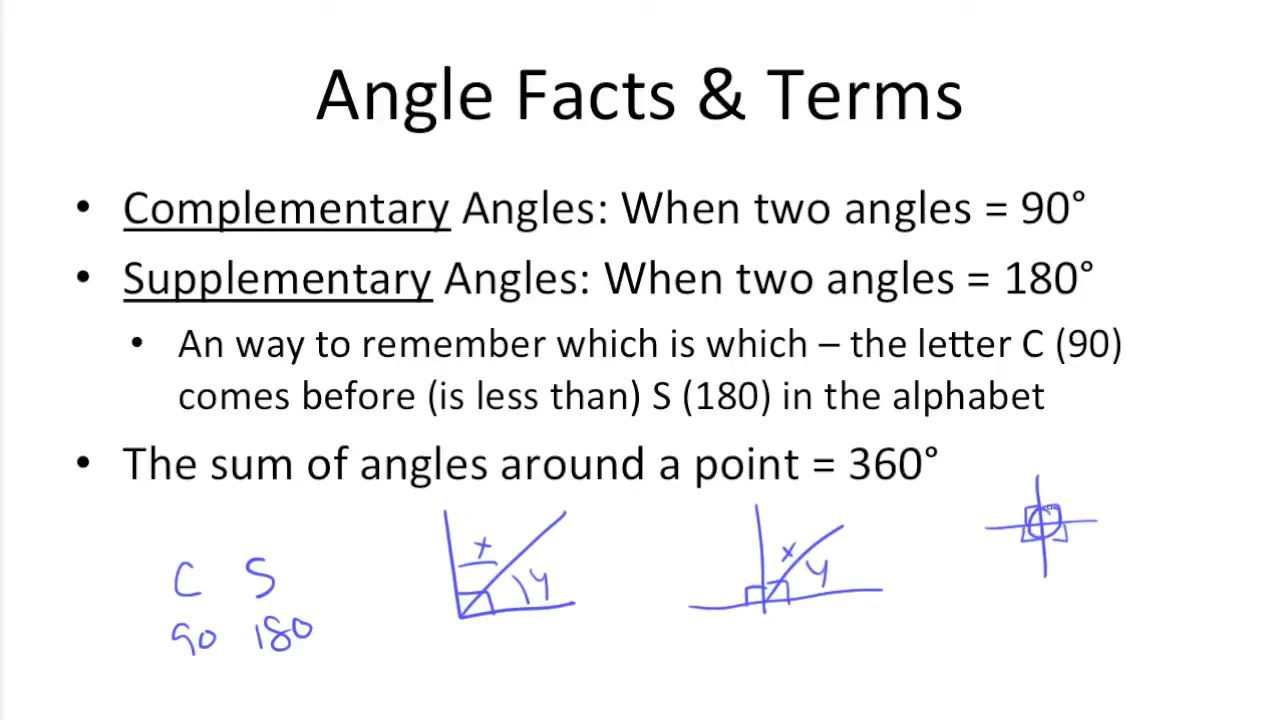 Angle Facts & Terms
• Complementary Angles: When two angles = 90°
• Supplementary Angles: When two angles = 180°
• An way to remember which is which – the letter C (90)
comes before (is less than) S (180) in the alphabet
• The sum of angles around a point = 360°
C S
90 180
x
y
x
y